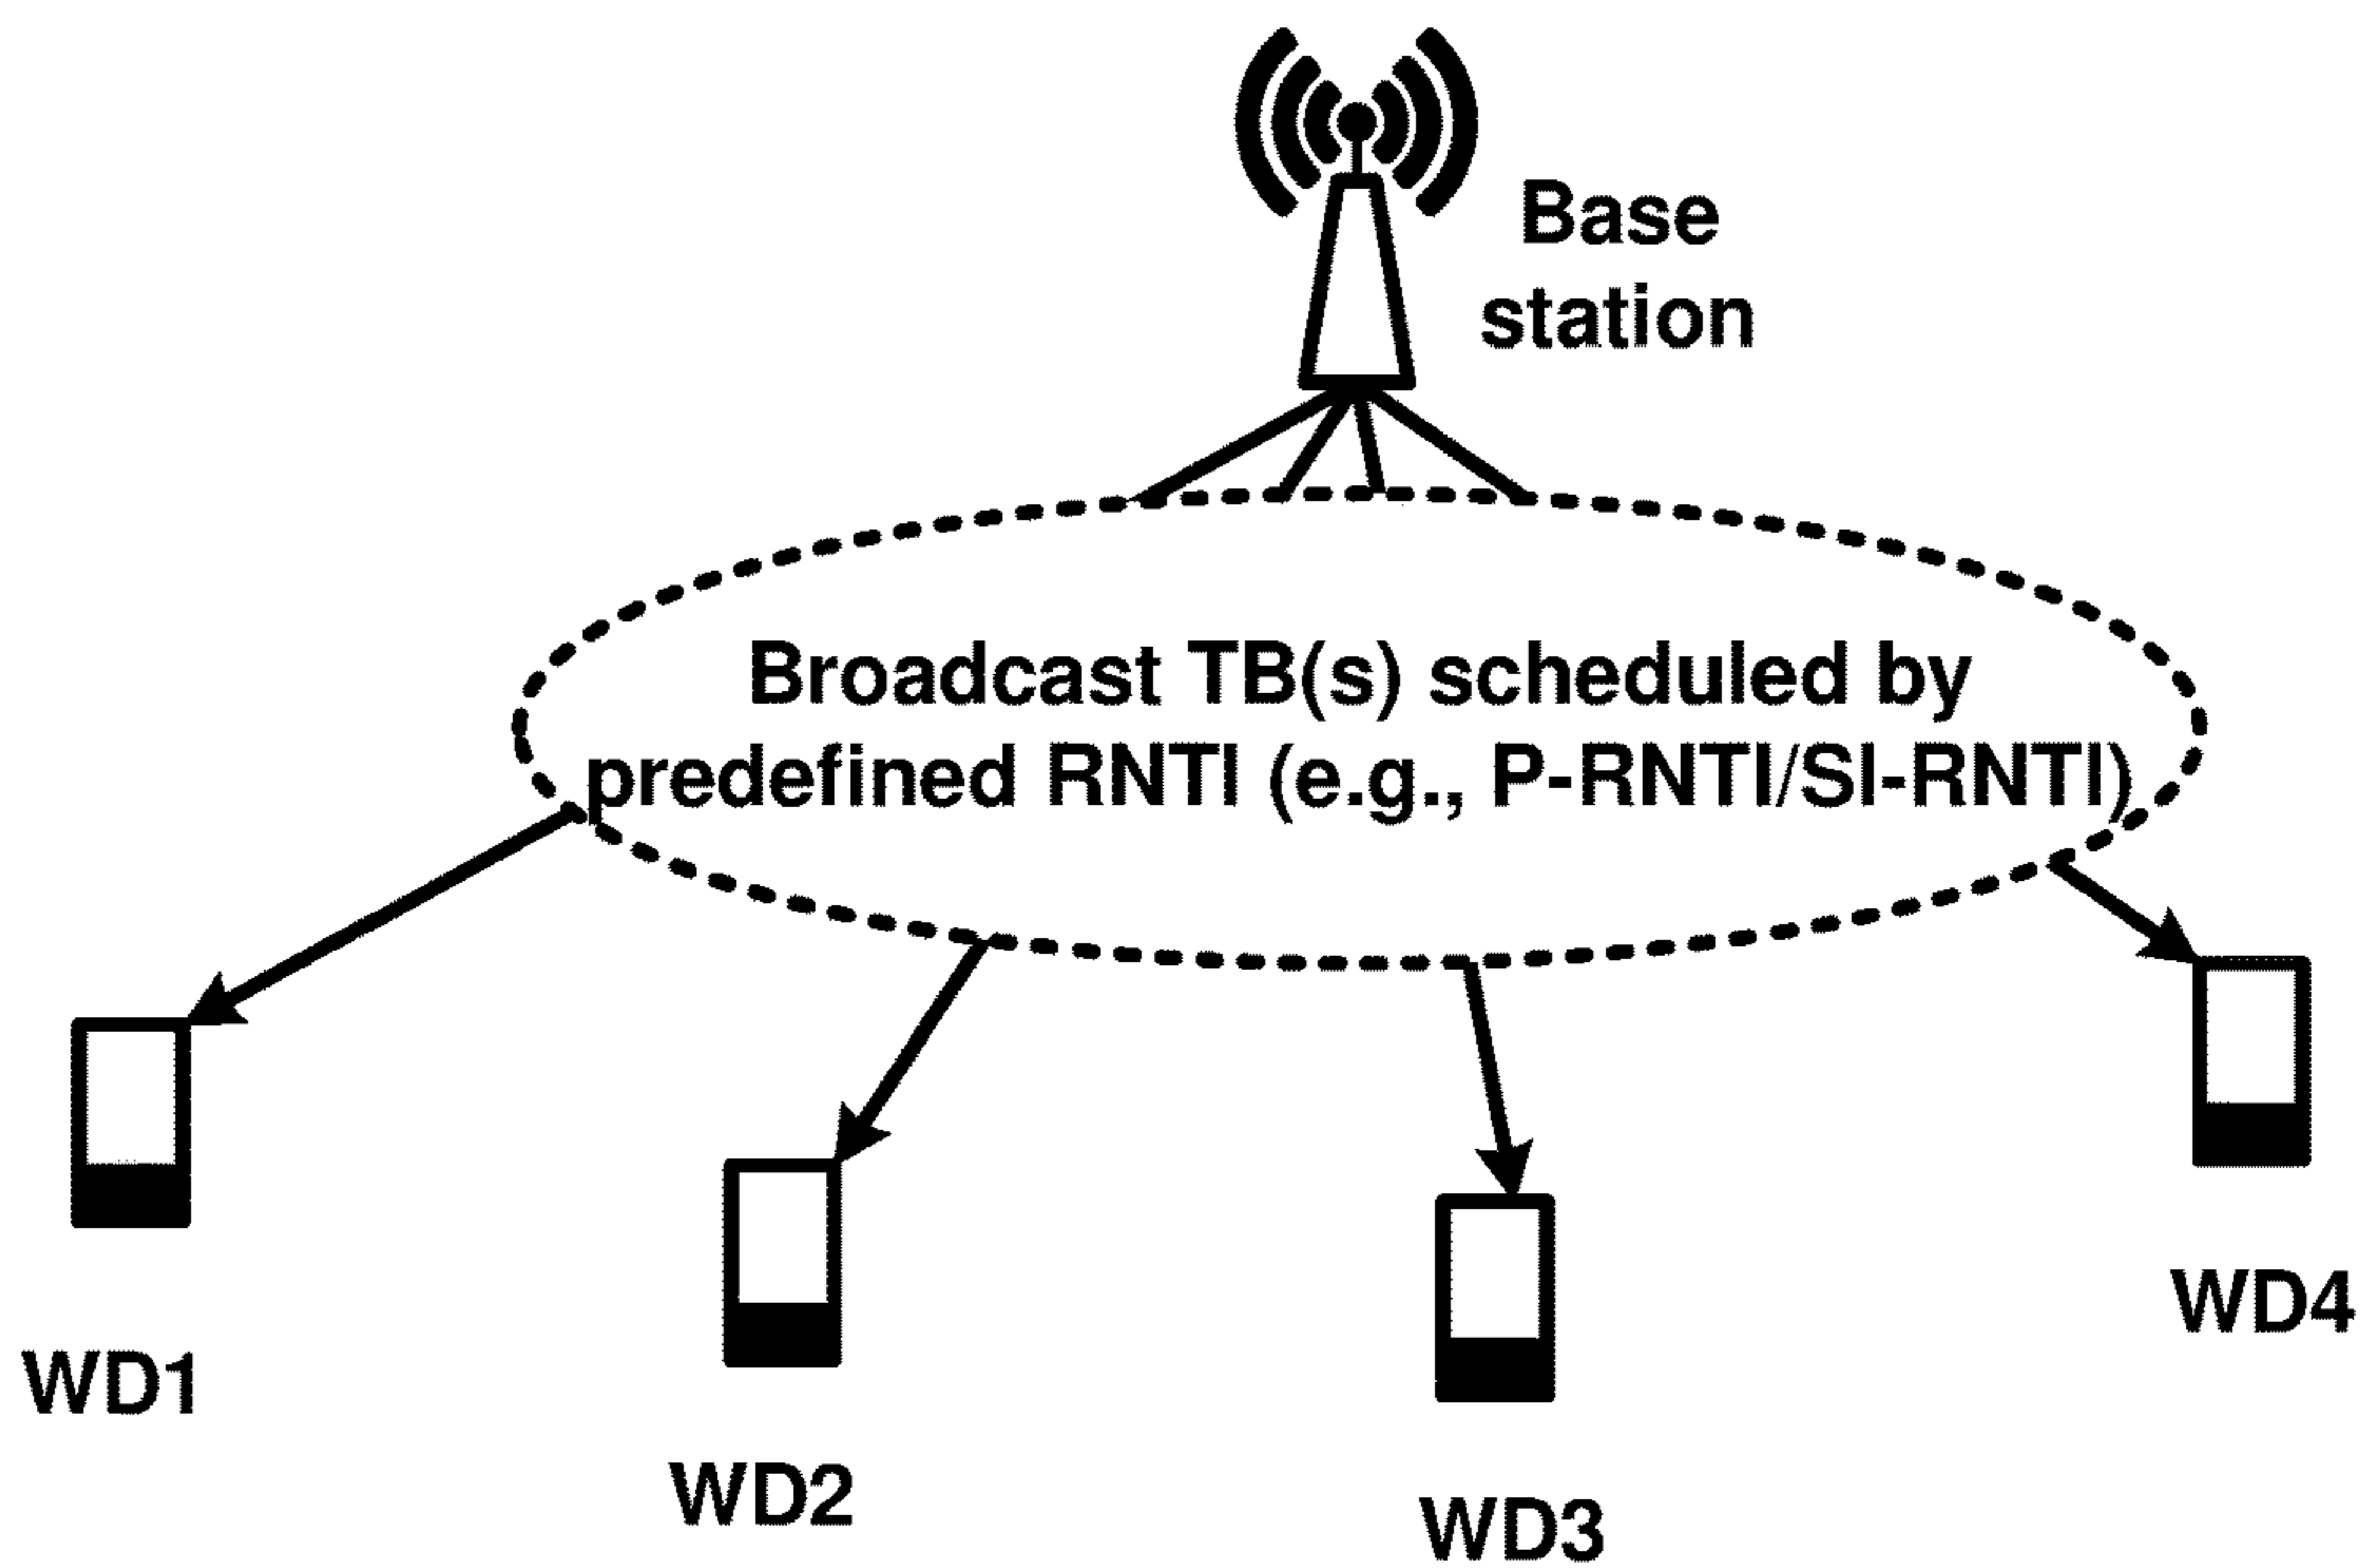 Base
station
Broadcast TB(s) scheduled by
predefined RNTI (e.g., P-RNTI/SI-RNTI)
WD1
WD2
WD3
WD4